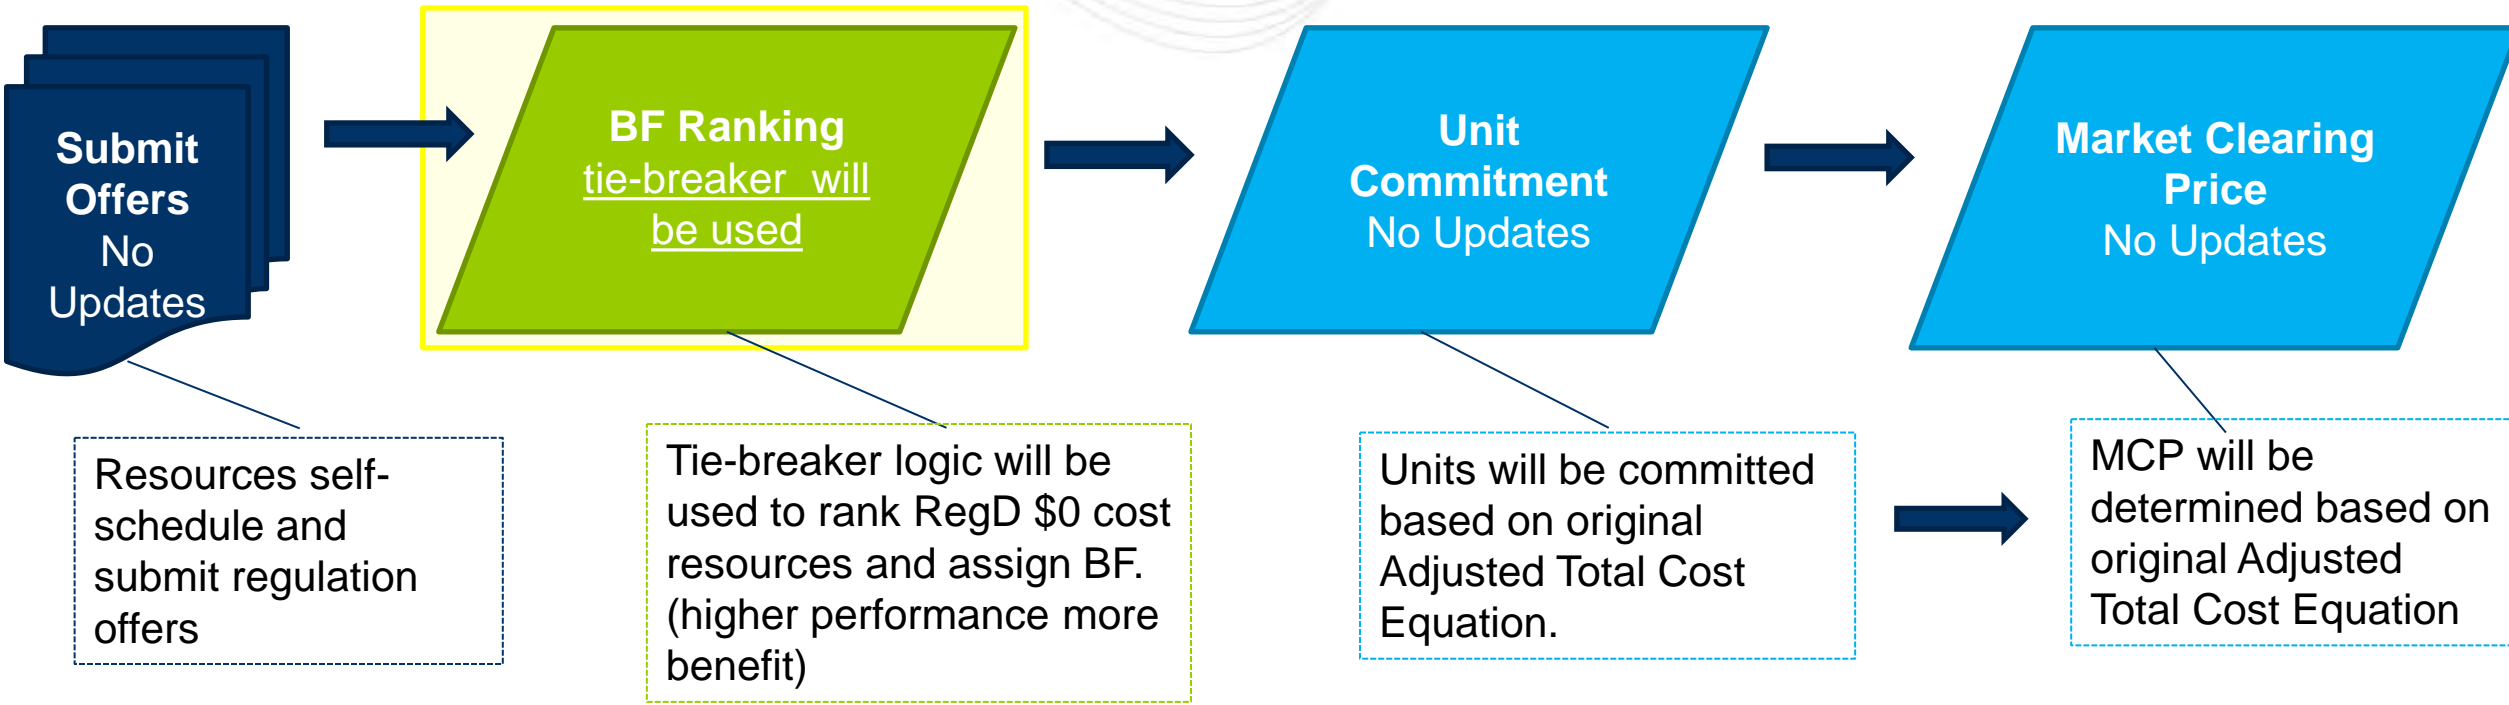 Submit
Offers
No
Updates
BF Ranking
tie-breaker will
be used
Unit
Commitment
No Updates
Market Clearing
Price
No Updates
Resources self-
schedule and
submit regulation
offers
Tie-breaker logic will be
used to rank RegD $0 cost
resources and assign BF.
(higher performance more
benefit)
Units will be committed
based on original
Adjusted Total Cost
Equation.
MCP will be
determined based on
original Adjusted
Total Cost Equation